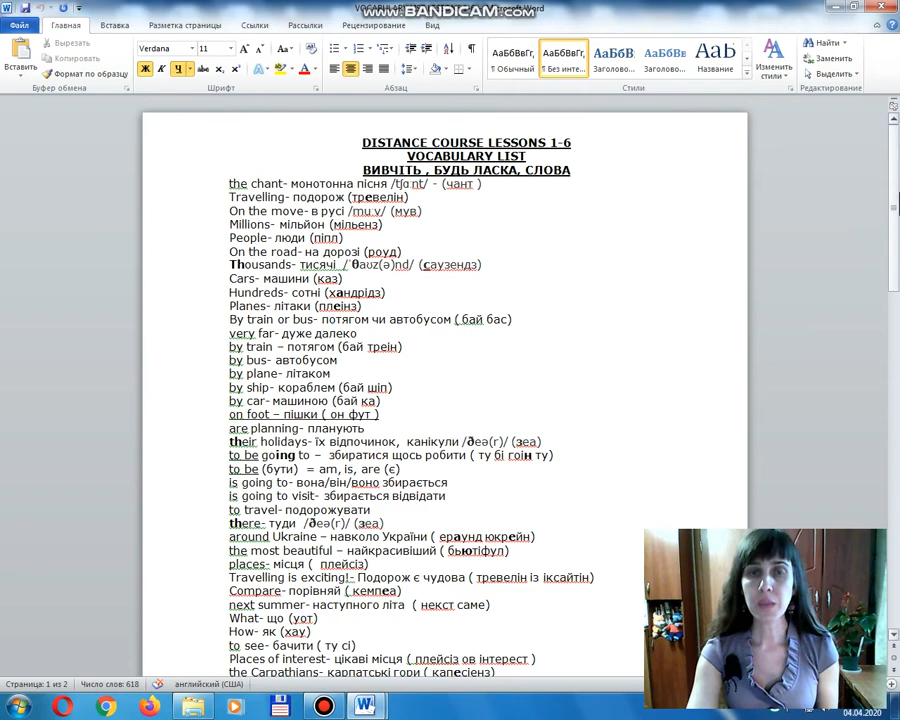 VOCABULARY
www.BANDICAM.com
Word
Файл
Главная
Вставка
Разметка страницы
Ссылки
Рассылки
Рецензирование
Вид
Вставить
Вырезать
Копировать
Формат по образцу
Буфер обмена
Verdana
11
Шрифт
Абзац
АаБбВвГг,
¶ Обычный
АаБбВвГг,
¶ Без инте...
АаБбВ
Заголово...
АаБбВв
Заголово...
АаБ
Название
Стили
Изменить стили
Найти
Заменить
Выделить
Редактирование
DISTANCE COURSE LESSONS 1-6
VOCABULARY LIST
ВИВЧІТЬ , БУДЬ ЛАСКА, СЛОВА
the chant- монотонна пісня /tʃɑːnt/ - (чант )
Travelling- подорож (тревелін)
On the move- в русі /muːv/ (мув)
Millions- мільйон (мільенз)
People- люди (піпл)
On the road- на дорозі (роуд)
Thousands- тисячі /ˈθaʊz(ə)nd/ (саузендз)
Cars- машини (каз)
Hundreds- сотні (хандрідз)
Planes- літаки (плеінз)
By train or bus- потягом чи автобусом ( бай бас)
very far- дуже далеко
by train – потягом (бай треін)
by bus- автобусом
by plane- літаком
by ship- кораблем (бай шіп)
by car- машиною (бай ка)
on foot – пішки ( он фут )
are planning- планують
their holidays- їх відпочинок, канікули /ðeə(r)/ (зеа)
to be going to – збиратися щось робити ( ту бі гоін ту)
to be (бути) = am, is, are (є)
is going to- вона/він/воно збирається
is going to visit- збирається відвідати
to travel- подорожувати
there- туди /ðeə(r)/ (зеа)
around Ukraine – навколо України ( ераунд юкрейн)
the most beautiful – найкрасивіший ( бьютіфул)
places- місця ( плейсіз)
Travelling is exciting!- Подорож є чудова ( тревелін із іксайтін)
Compare- порівняй ( кемпеа)
next summer- наступного літа ( некст саме)
What- що (уот)
How- як (хау)
to see- бачити ( ту сі)
Places of interest- цікаві місця ( плейсіз ов інтерест )
the Carpathians- карпатські гори ( капесіенз)
Страница: 1 из 2
Число слов: 618
английский (США)
04.04.2020